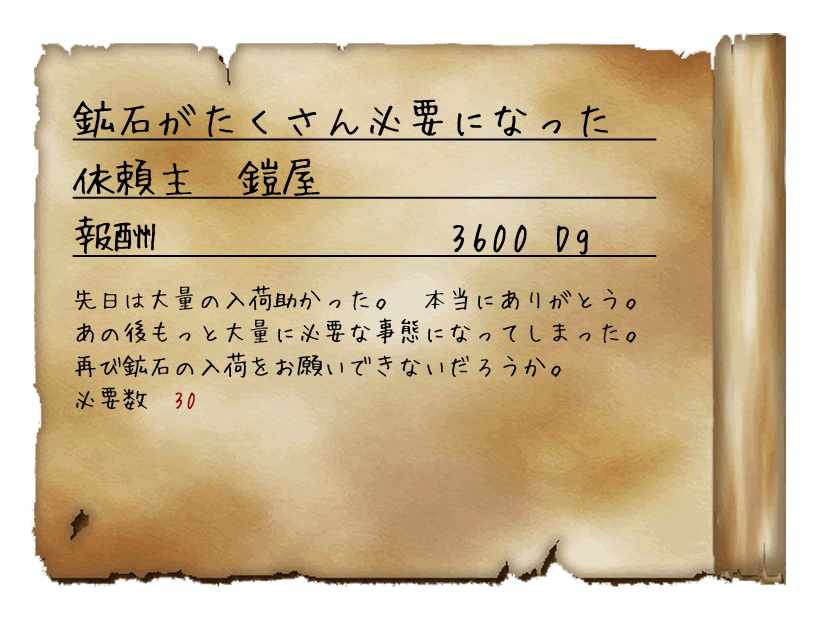 鉱石がたくさん必要になった
依頼主　鎧屋
報酬　3600 Dg
先日は大量の入荷助かった。　本当にありがとう。
あの後もっと大量に必要な事態になってしまった。
再び鉱石の入荷をお願いできないだろうか。
必要数　30